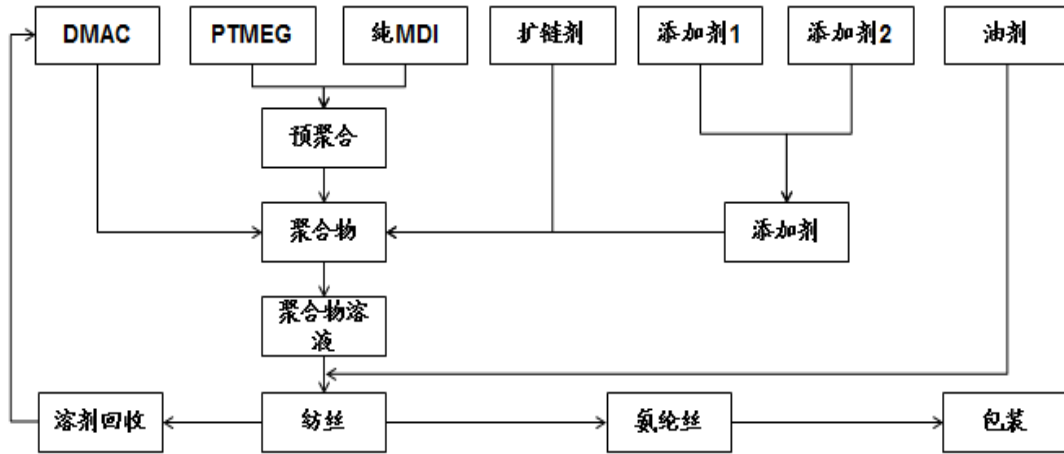 DMAC
PTMEG
纯MDI
扩链剂
添加剂1
添加剂2
油剂
预聚合
聚合物
添加剂
聚合物溶
液
溶剂回收
纺丝
氨纶丝
包装